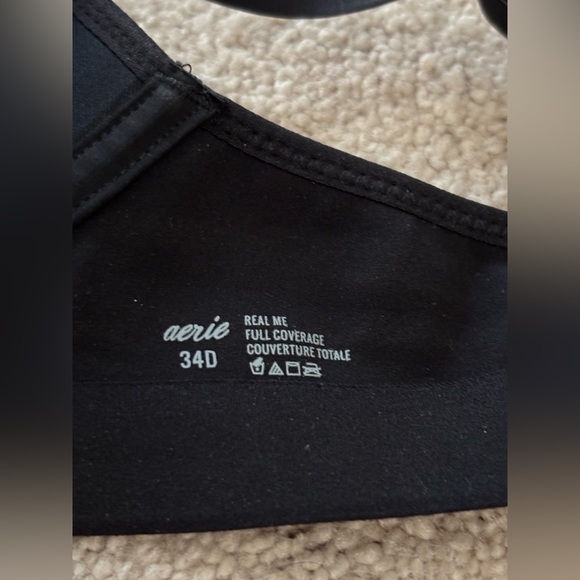 aerie
34D
REAL ME
FULL COVERAGE
COUVERTURE TOTALE